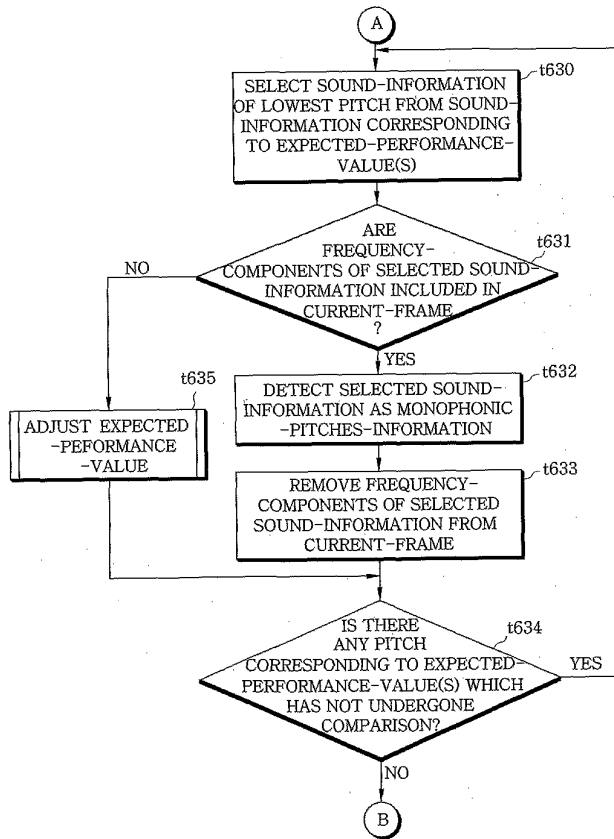 A
t630
SELECT SOUND-INFORMATION
OF LOWEST PITCH FROM SOUND-
INFORMATION CORRESPONDING
TO EXPECTED-PERFORMANCE-
VALUE(S)
t631
ARE
FREQUENCY-
COMPONENTS OF SELECTED SOUND-
INFORMATION INCLUDED IN
CURRENT-FRAME
?
NO
YES
t632
DETECT SELECTED SOUND-
INFORMATION AS MONOPHONIC
-PITCHES-INFORMATION
t635
ADJUST EXPECTED
-PEFORMANCE
-VALUE
t633
REMOVE FREQUENCY-
COMPONENTS OF SELECTED
SOUND-INFORMATION FROM
CURRENT-FRAME
t634
IS THERE
ANY PITCH
CORRESPONDING TO EXPECTED-
PERFORMANCE-VALUE(S) WHICH
HAS NOT UNDERGONE
COMPARISON?
YES
NO
B